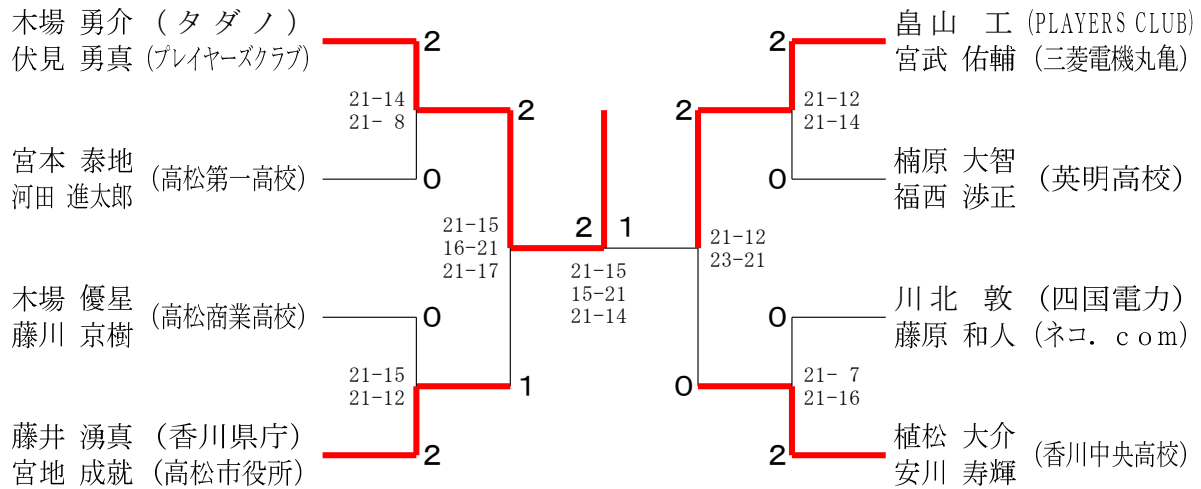 木場 勇介 (タダノ)
伏見 勇真 (プレイヤーズクラブ)
2
21-14
21- 8
2
宮本 泰地
河田 進太郎
(高松第一高校)
0
21-15
16-21
21-17
木場 優星
藤川 京樹
(高松商業高校)
0
21-15
21-12
1
藤井 湧真 (香川県庁)
宮地 成就 (高松市役所)
2
2 1
21-15
15-21
21-14
畠山 工 (PLAYERS CLUB)
宮武 佑輔 (三菱電機丸亀)
2
21-12
21-14
2
楠原 大智
福西 渉正
(英明高校)
0
21-12
23-21
川北 敦 (四国電力)
藤原 和人 (ネコ.com)
0
21- 7
21-16
0
植松 大介
安川 寿輝
(香川中央高校)
2